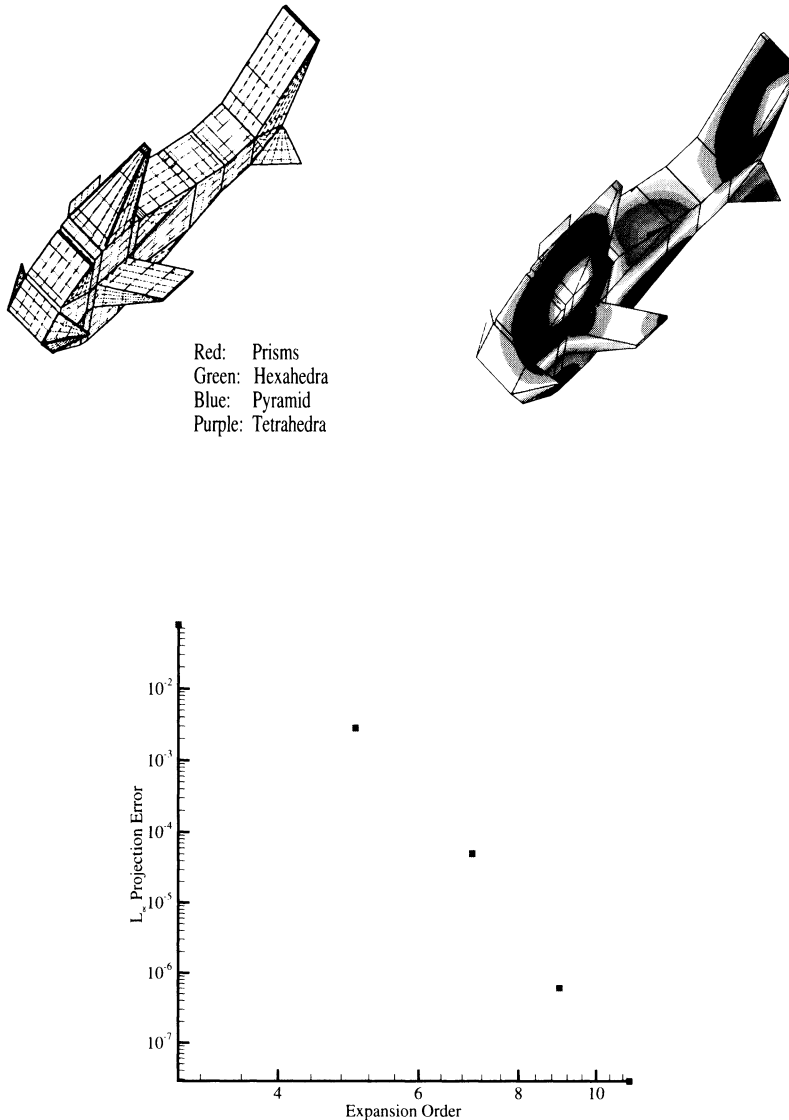 Red: Prisms
Green: Hexahedra
Blue: Pyramid
Purple: Tetrahedra
10-2
10-3
10-4
10-5
10-6
10-7
Projection Error
4 6 8 10
Expansion Order